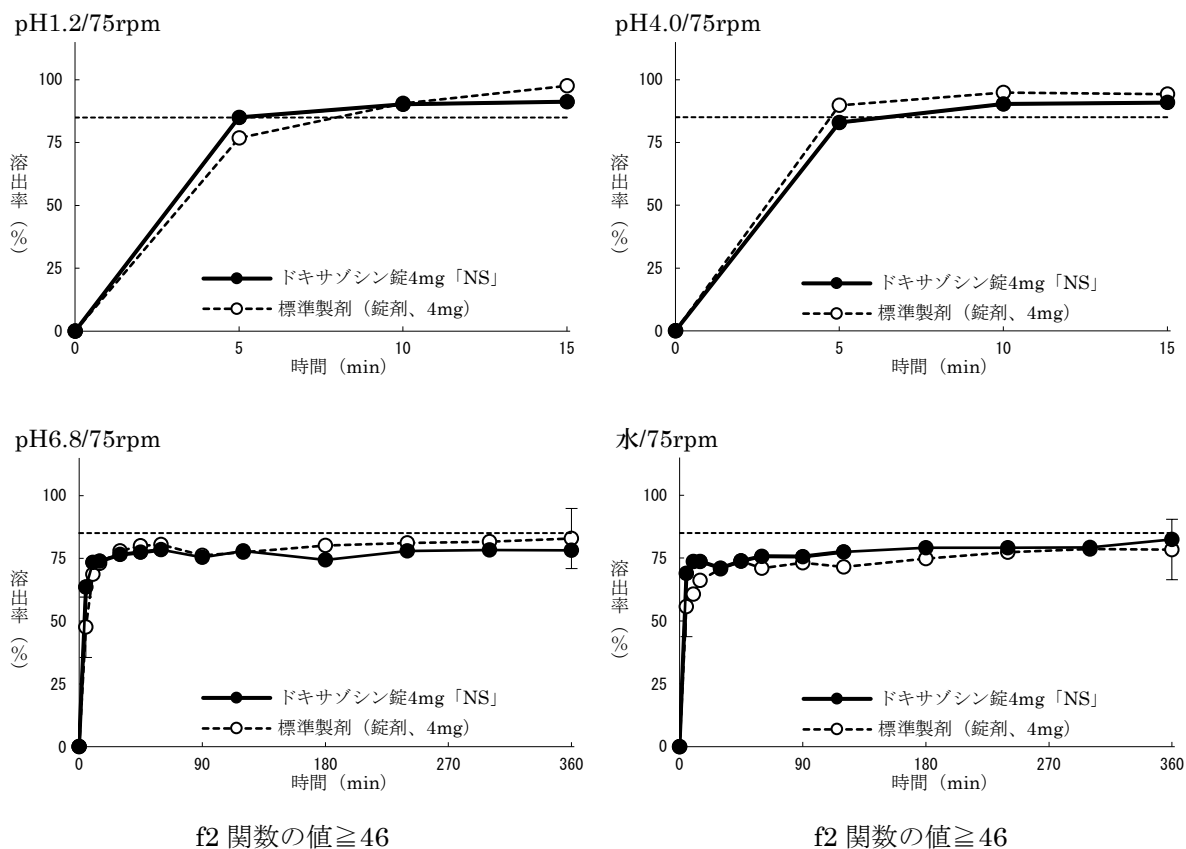 pH1.2/75rpm
100
75
50
25
0
溶出率(%)
ドキサゾシン錠4mg「NS」
標準製剤（錠剤、4mg）
0 5 10 15
時間（min）
pH4.0/75rpm
100
75
50
25
0
溶出率(%)
ドキサゾシン錠4mg「NS」
標準製剤（錠剤、4mg）
0 5 10 15
時間（min）
pH6.8/75rpm
100
75
50
25
0
溶出率(%)
ドキサゾシン錠4mg「NS」
標準製剤（錠剤、4mg）
0 90 180 270 360
時間（min）
f2 関数の値≧46
水/75rpm
100
75
50
25
0
溶出率(%)
ドキサゾシン錠4mg「NS」
標準製剤（錠剤、4mg）
0 90 180 270 360
時間（min）
f2 関数の値≧46